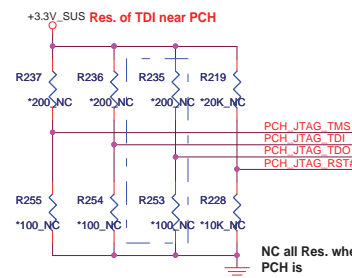 +3.3V_SUS Res. of TDI near PCH
R237 R236 R235 R219
*200_NC *200_NC *200_NC *20K_NC
PCH_JTAG_TMS
PCH_JTAG_TDI
PCH_JTAG_TDO
PCH_JTAG_RST#
R255 R254 R253 R228
*100_NC *100_NC *100_NC *10K_NC
NC all Res. whe
PCH is